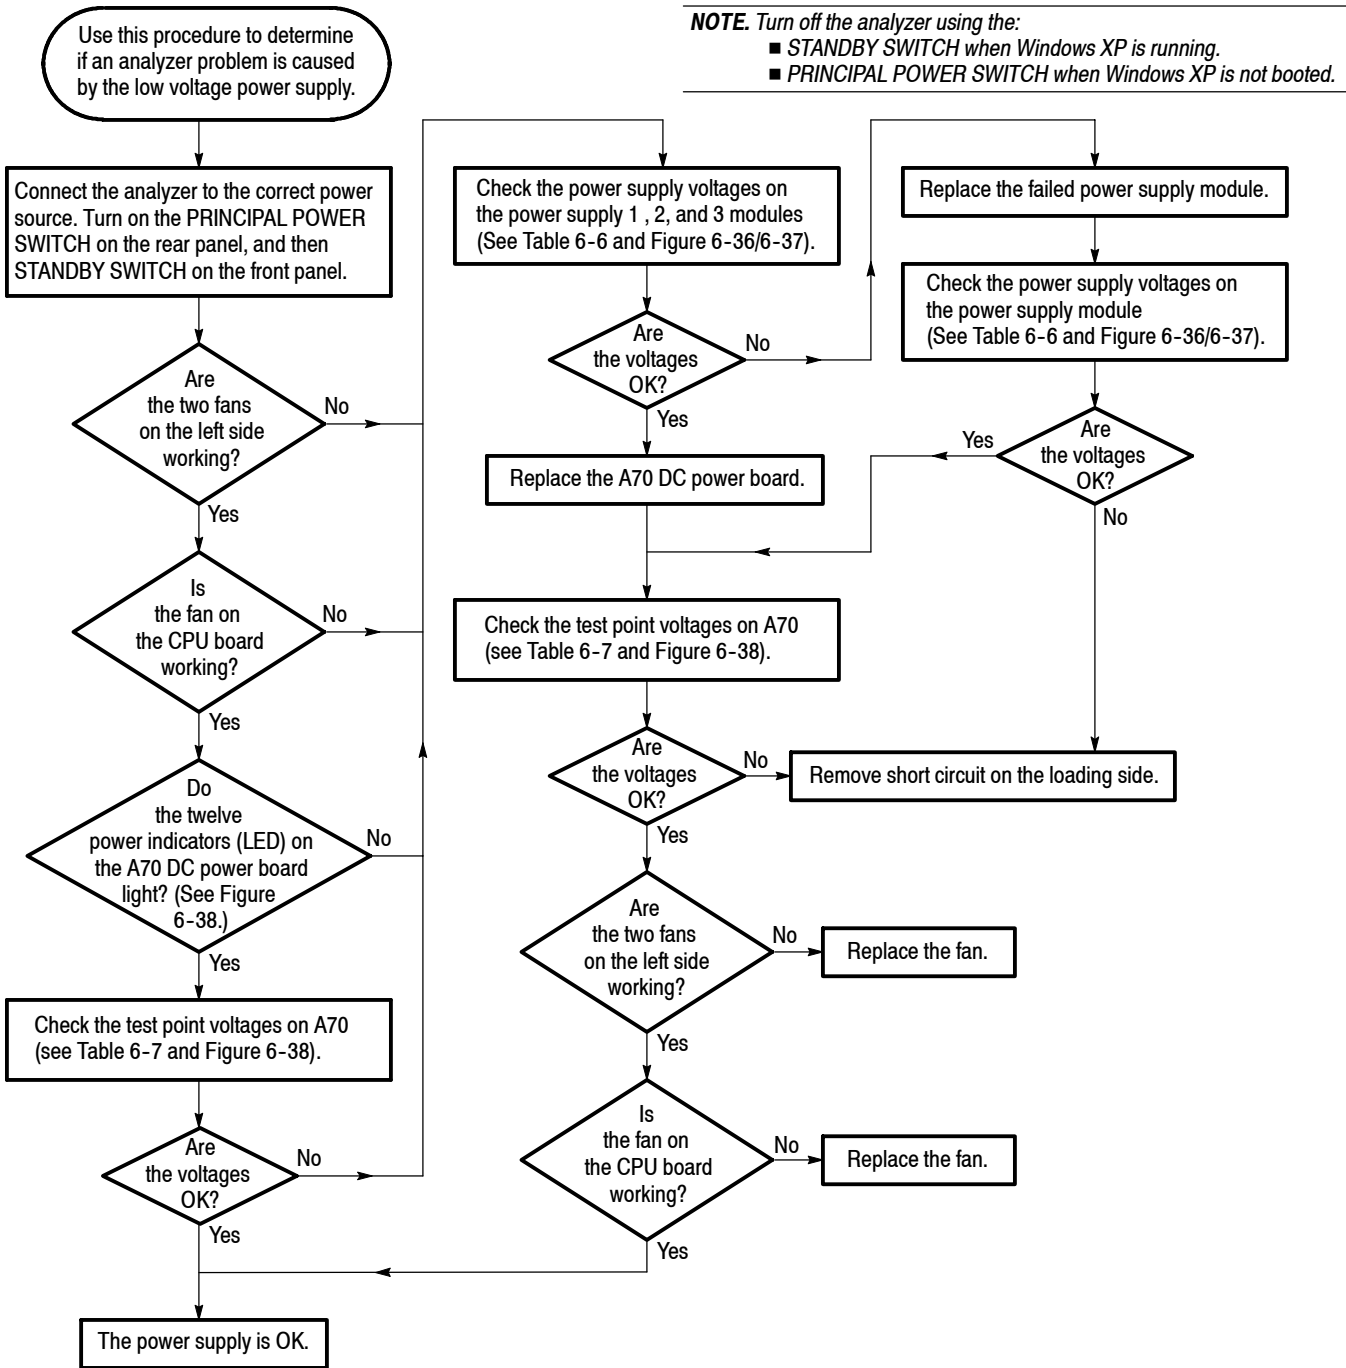 Use this procedure to determine
if an analyzer problem is caused
by the low voltage power supply.
NOTE. Turn off the analyzer using the:
■ STANDBY SWITCH when Windows XP is running.
■ PRINCIPAL POWER SWITCH when Windows XP is not booted.
Connect the analyzer to the correct power
source. Turn on the PRINCIPAL POWER
SWITCH on the rear panel, and then
STANDBY SWITCH on the front panel.
Are
the two fans
on the left side
working?
No
Yes
Is
the fan on
the CPU board
working?
No
Yes
Do
the twelve
power indicators (LED) on
the A70 DC power board
light? (See Figure
6-38.)
No
Yes
Check the test point voltages on A70
(see Table 6-7 and Figure 6-38).
Are
the voltages
OK?
No
Yes
The power supply is OK.
Check the power supply voltages on
the power supply 1 , 2, and 3 modules
(See Table 6-6 and Figure 6-36/6-37).
Are
the voltages
OK?
No
Yes
Replace the A70 DC power board.
Check the test point voltages on A70
(see Table 6-7 and Figure 6-38).
Are
the voltages
OK?
No
Yes
Are
the two fans
on the left side
working?
No
Replace the fan.
Yes
Is
the fan on
the CPU board
working?
No
Replace the fan.
Yes
Replace the failed power supply module.
Check the power supply voltages on
the power supply module
(See Table 6-6 and Figure 6-36/6-37).
Are
the voltages
OK?
Yes
No
Remove short circuit on the loading side.